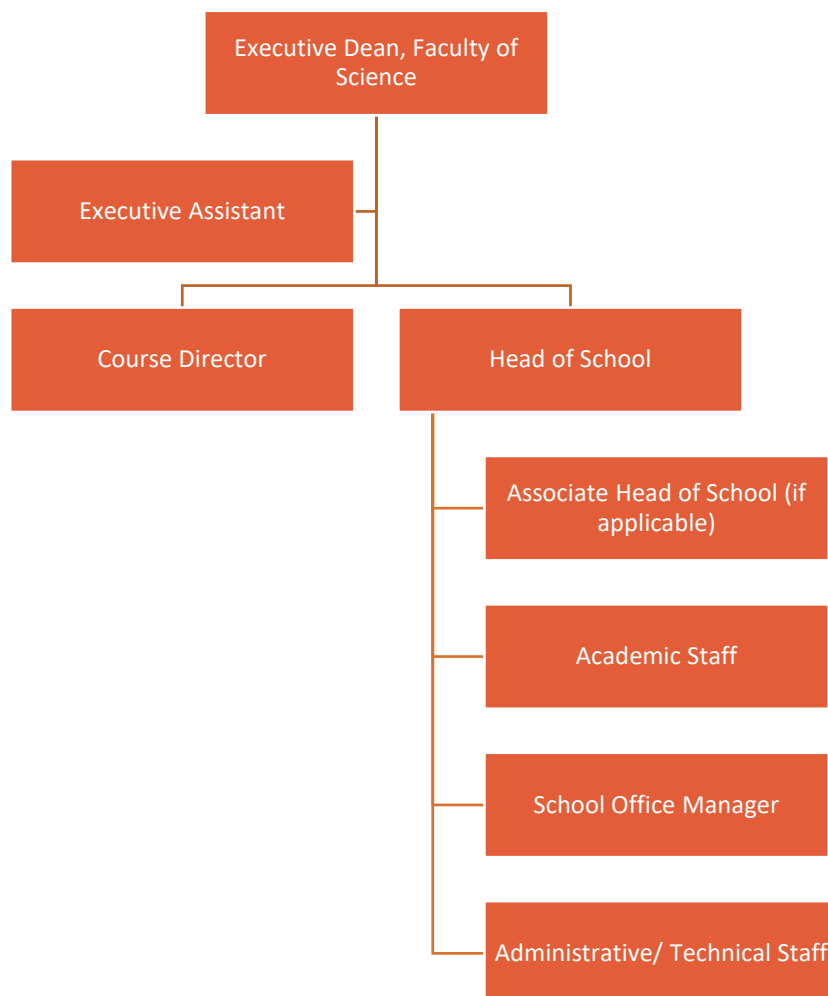 Executive Dean, Faculty of
Science
Executive Assistant
Course Director
Head of School
Associate Head of School (if
applicable)
Academic Staff
School Office Manager
Administrative/ Technical Staff